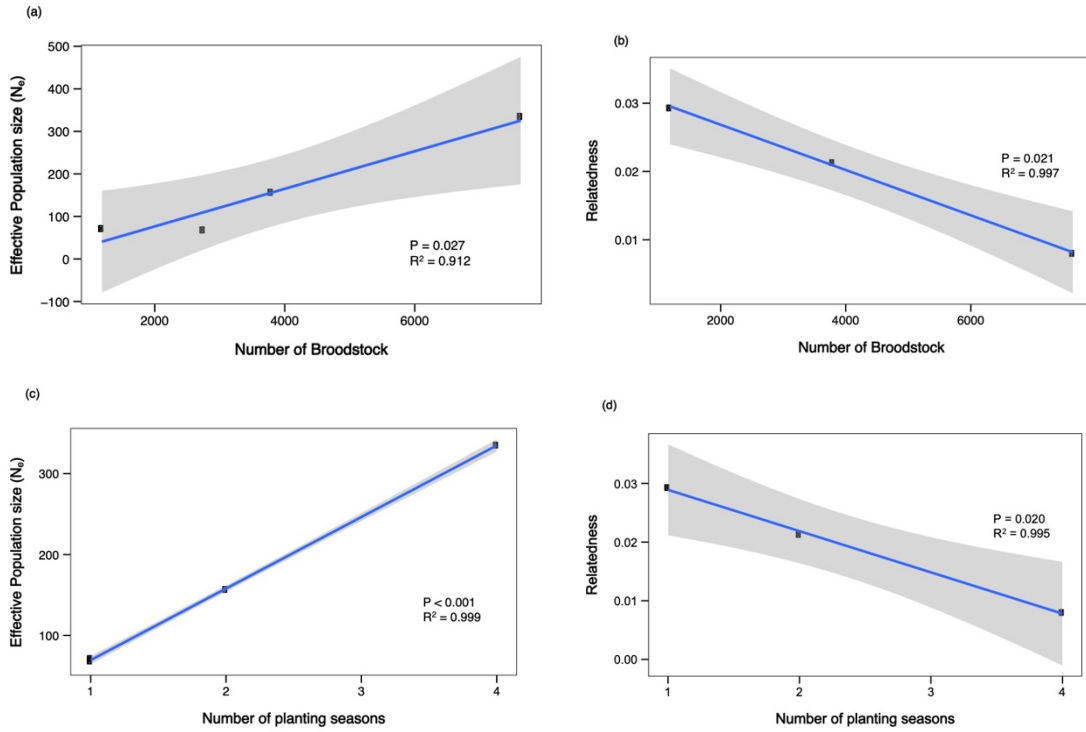 (a)
Effective Population size (Ne)
500
400
300
200
100
0
−100
2000
4000
6000
P = 0.027
R² = 0.912
Number of Broodstock
(b)
Relatedness
0.03
0.02
0.01
2000
4000
6000
P = 0.021
R² = 0.997
Number of Broodstock
(c)
Effective Population size (Ne)
300
200
100
1
2
3
4
P < 0.001
R² = 0.999
Number of planting seasons
(d)
Relatedness
0.03
0.02
0.01
0.00
1
2
3
4
P = 0.020
R² = 0.995
Number of planting seasons